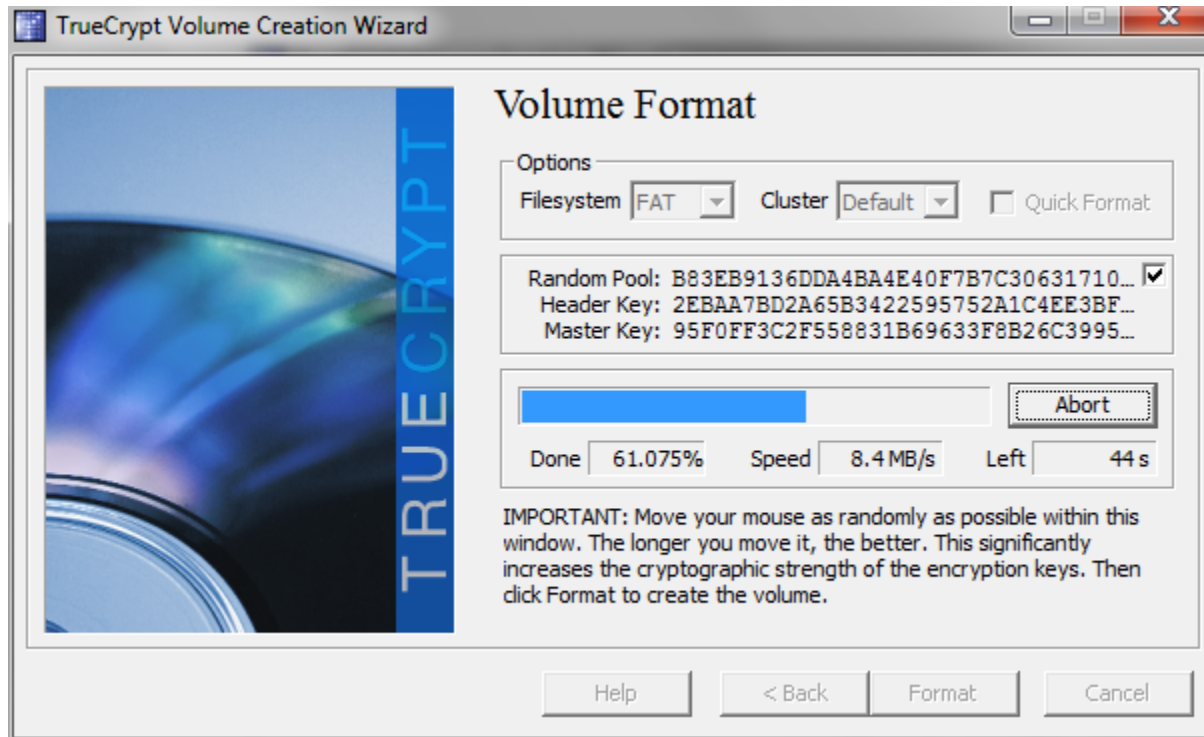 TrueCrypt Volume Creation Wizard
TRUECRYPT
Volume Format
Options
Filesystem FAT Cluster Default Quick Format
Random Pool: B83EB9136DDA4BA4E40F7B7C30631710...
Header Key: 2EBAA7BD2A65B3422595752A1C4EE3BF...
Master Key: 95F0FF3C2F558831B69633F8B26C3995...
Abort
Done 61.075% Speed 8.4 MB/s Left 44 s
IMPORTANT: Move your mouse as randomly as possible within this
window. The longer you move it, the better. This significantly
increases the cryptographic strength of the encryption keys. Then
click Format to create the volume.
Help < Back Format Cancel